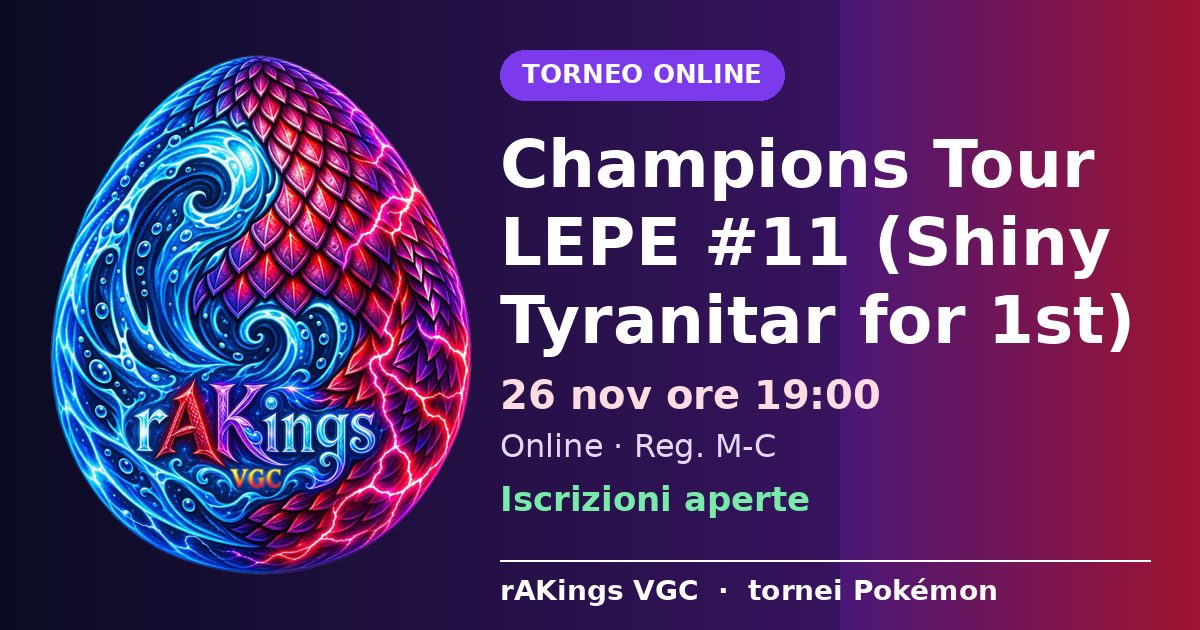 TORNEO ONLINE
Champions Tour
LEPE #11 (Shiny
Tyranitar for 1st)
26 nov ore 19:00
Online · Reg. M-C
Iscrizioni aperte
rAKings VGC · tornei Pokémon
rAKings
VGC